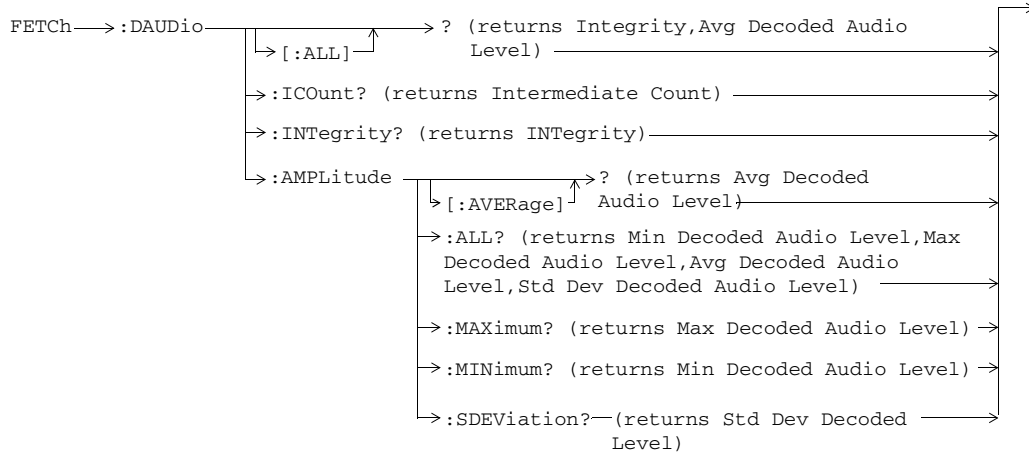 FETCh :DAUDio ? (returns Integrity,Avg Decoded Audio
[:ALL] Level)
:ICOunt? (returns Intermediate Count)
:INTegrity? (returns INTegrity)
:AMPLitude ? (returns Avg Decoded
[:AVERage] Audio Level)
:ALL? (returns Min Decoded Audio Level,Max
Decoded Audio Level,Avg Decoded Audio
Level,Std Dev Decoded Audio Level)
:MAXimum? (returns Max Decoded Audio Level)
:MINimum? (returns Min Decoded Audio Level)
:SDEViation? (returns Std Dev Decoded
Level)